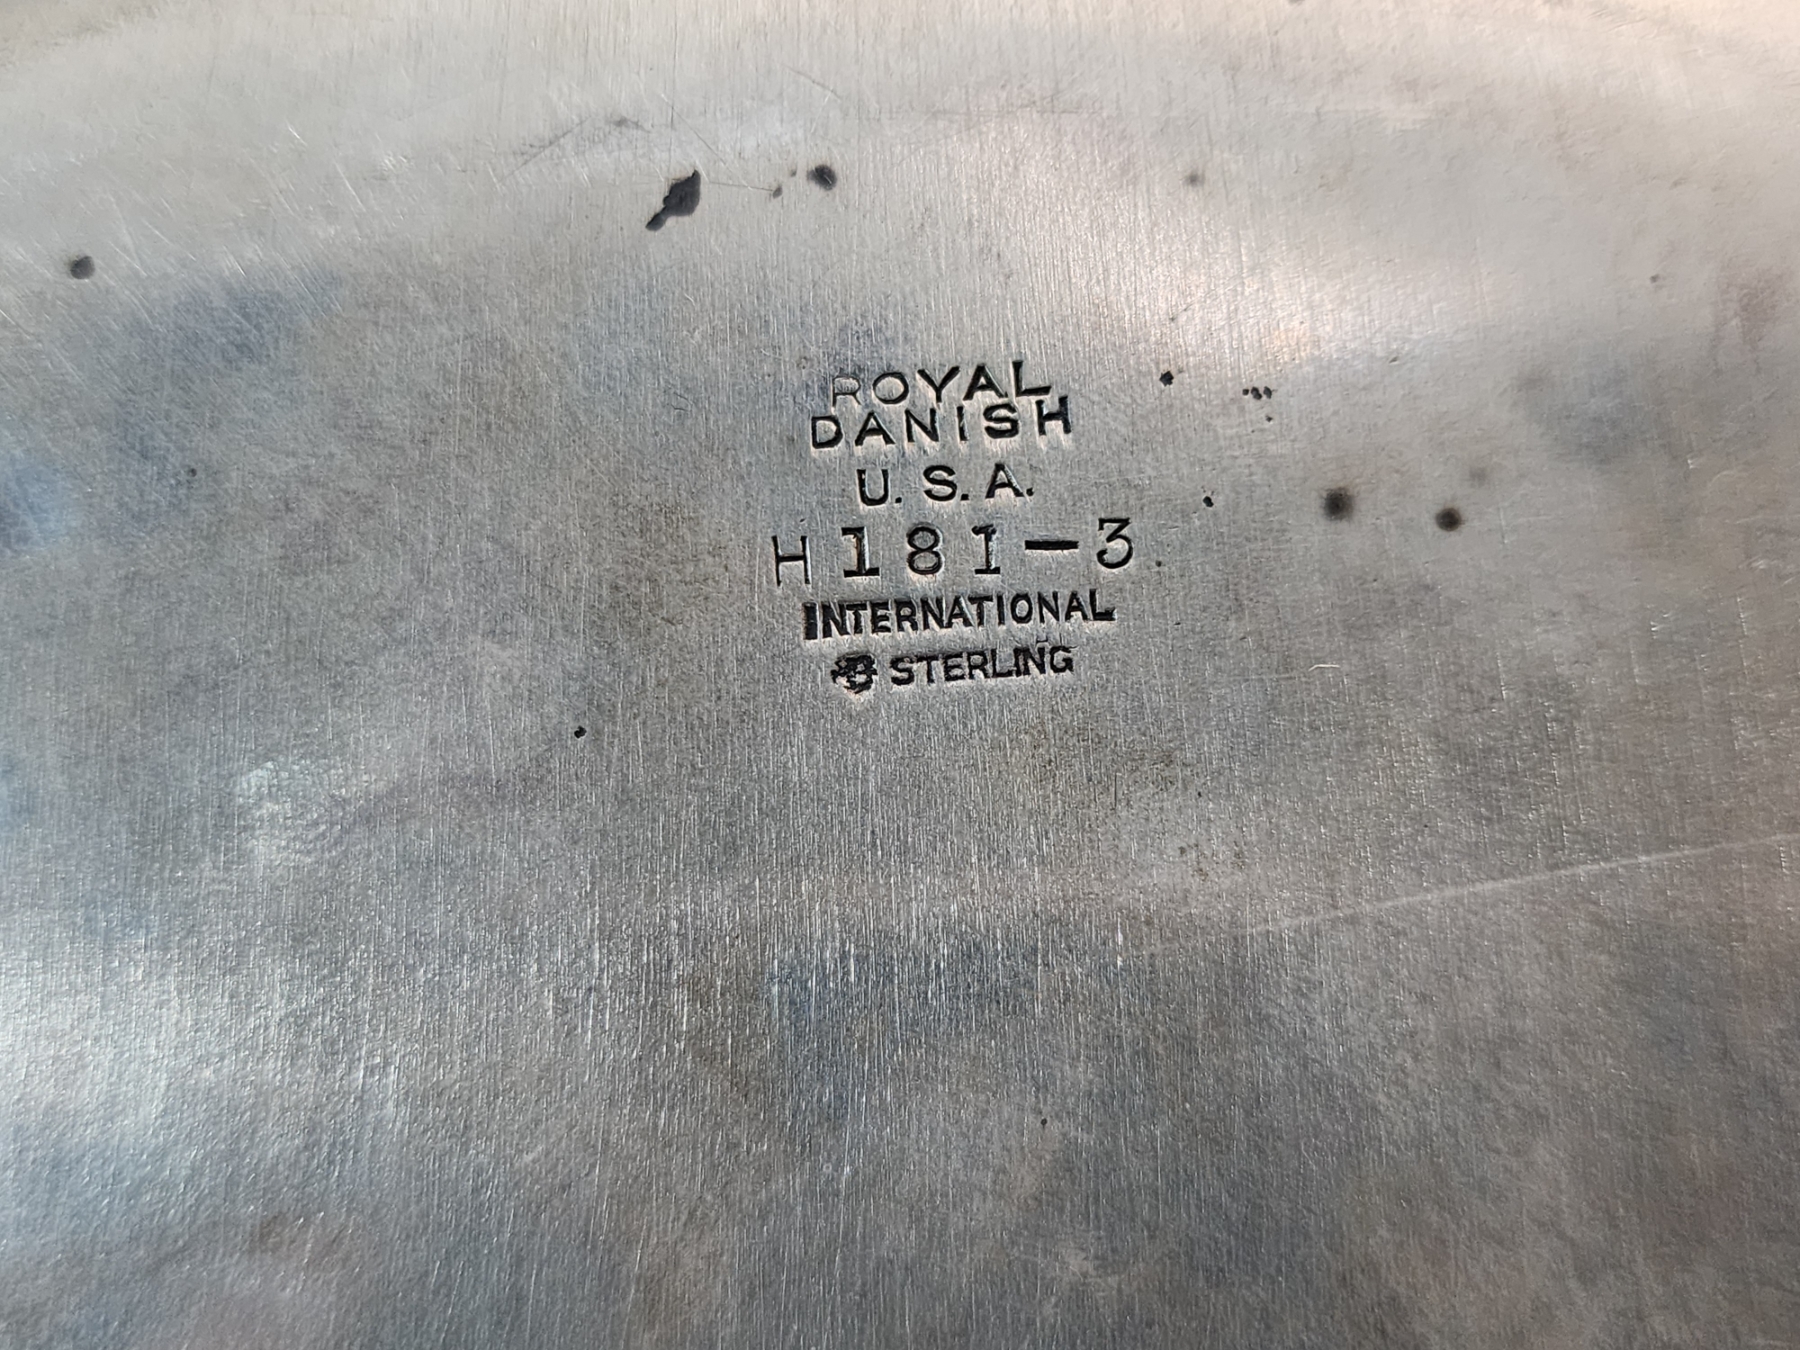 ROYAL
DANISH
U.S.A.
H181-3
INTERNATIONAL
STERLING